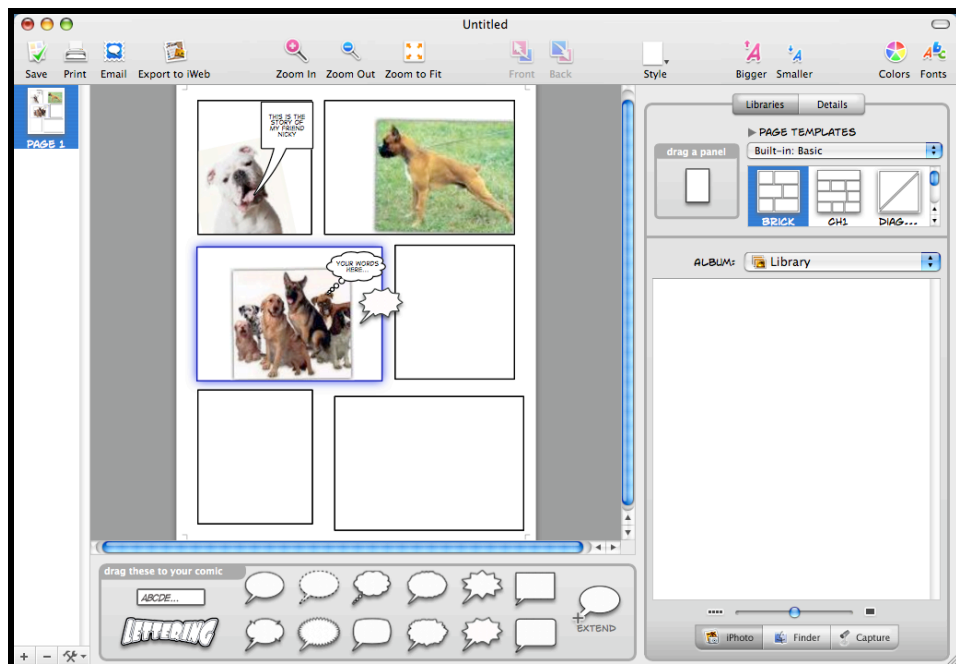 Untitled
Save Print Email Export to iWeb Zoom In Zoom Out Zoom to Fit Front Back Style Bigger Smaller Colors Fonts
PAGE 1
THIS IS THE
STORY OF
MY FRIEND
NICKY
YOUR WORDS
HERE...
Libraries Details
PAGE TEMPLATES
drag a panel
Built-in: Basic
BRICK CH1 DIAG...
ALBUM: Library
drag these to your comic
ABCDE...
LETTERING
EXTEND
iPhoto Finder Capture